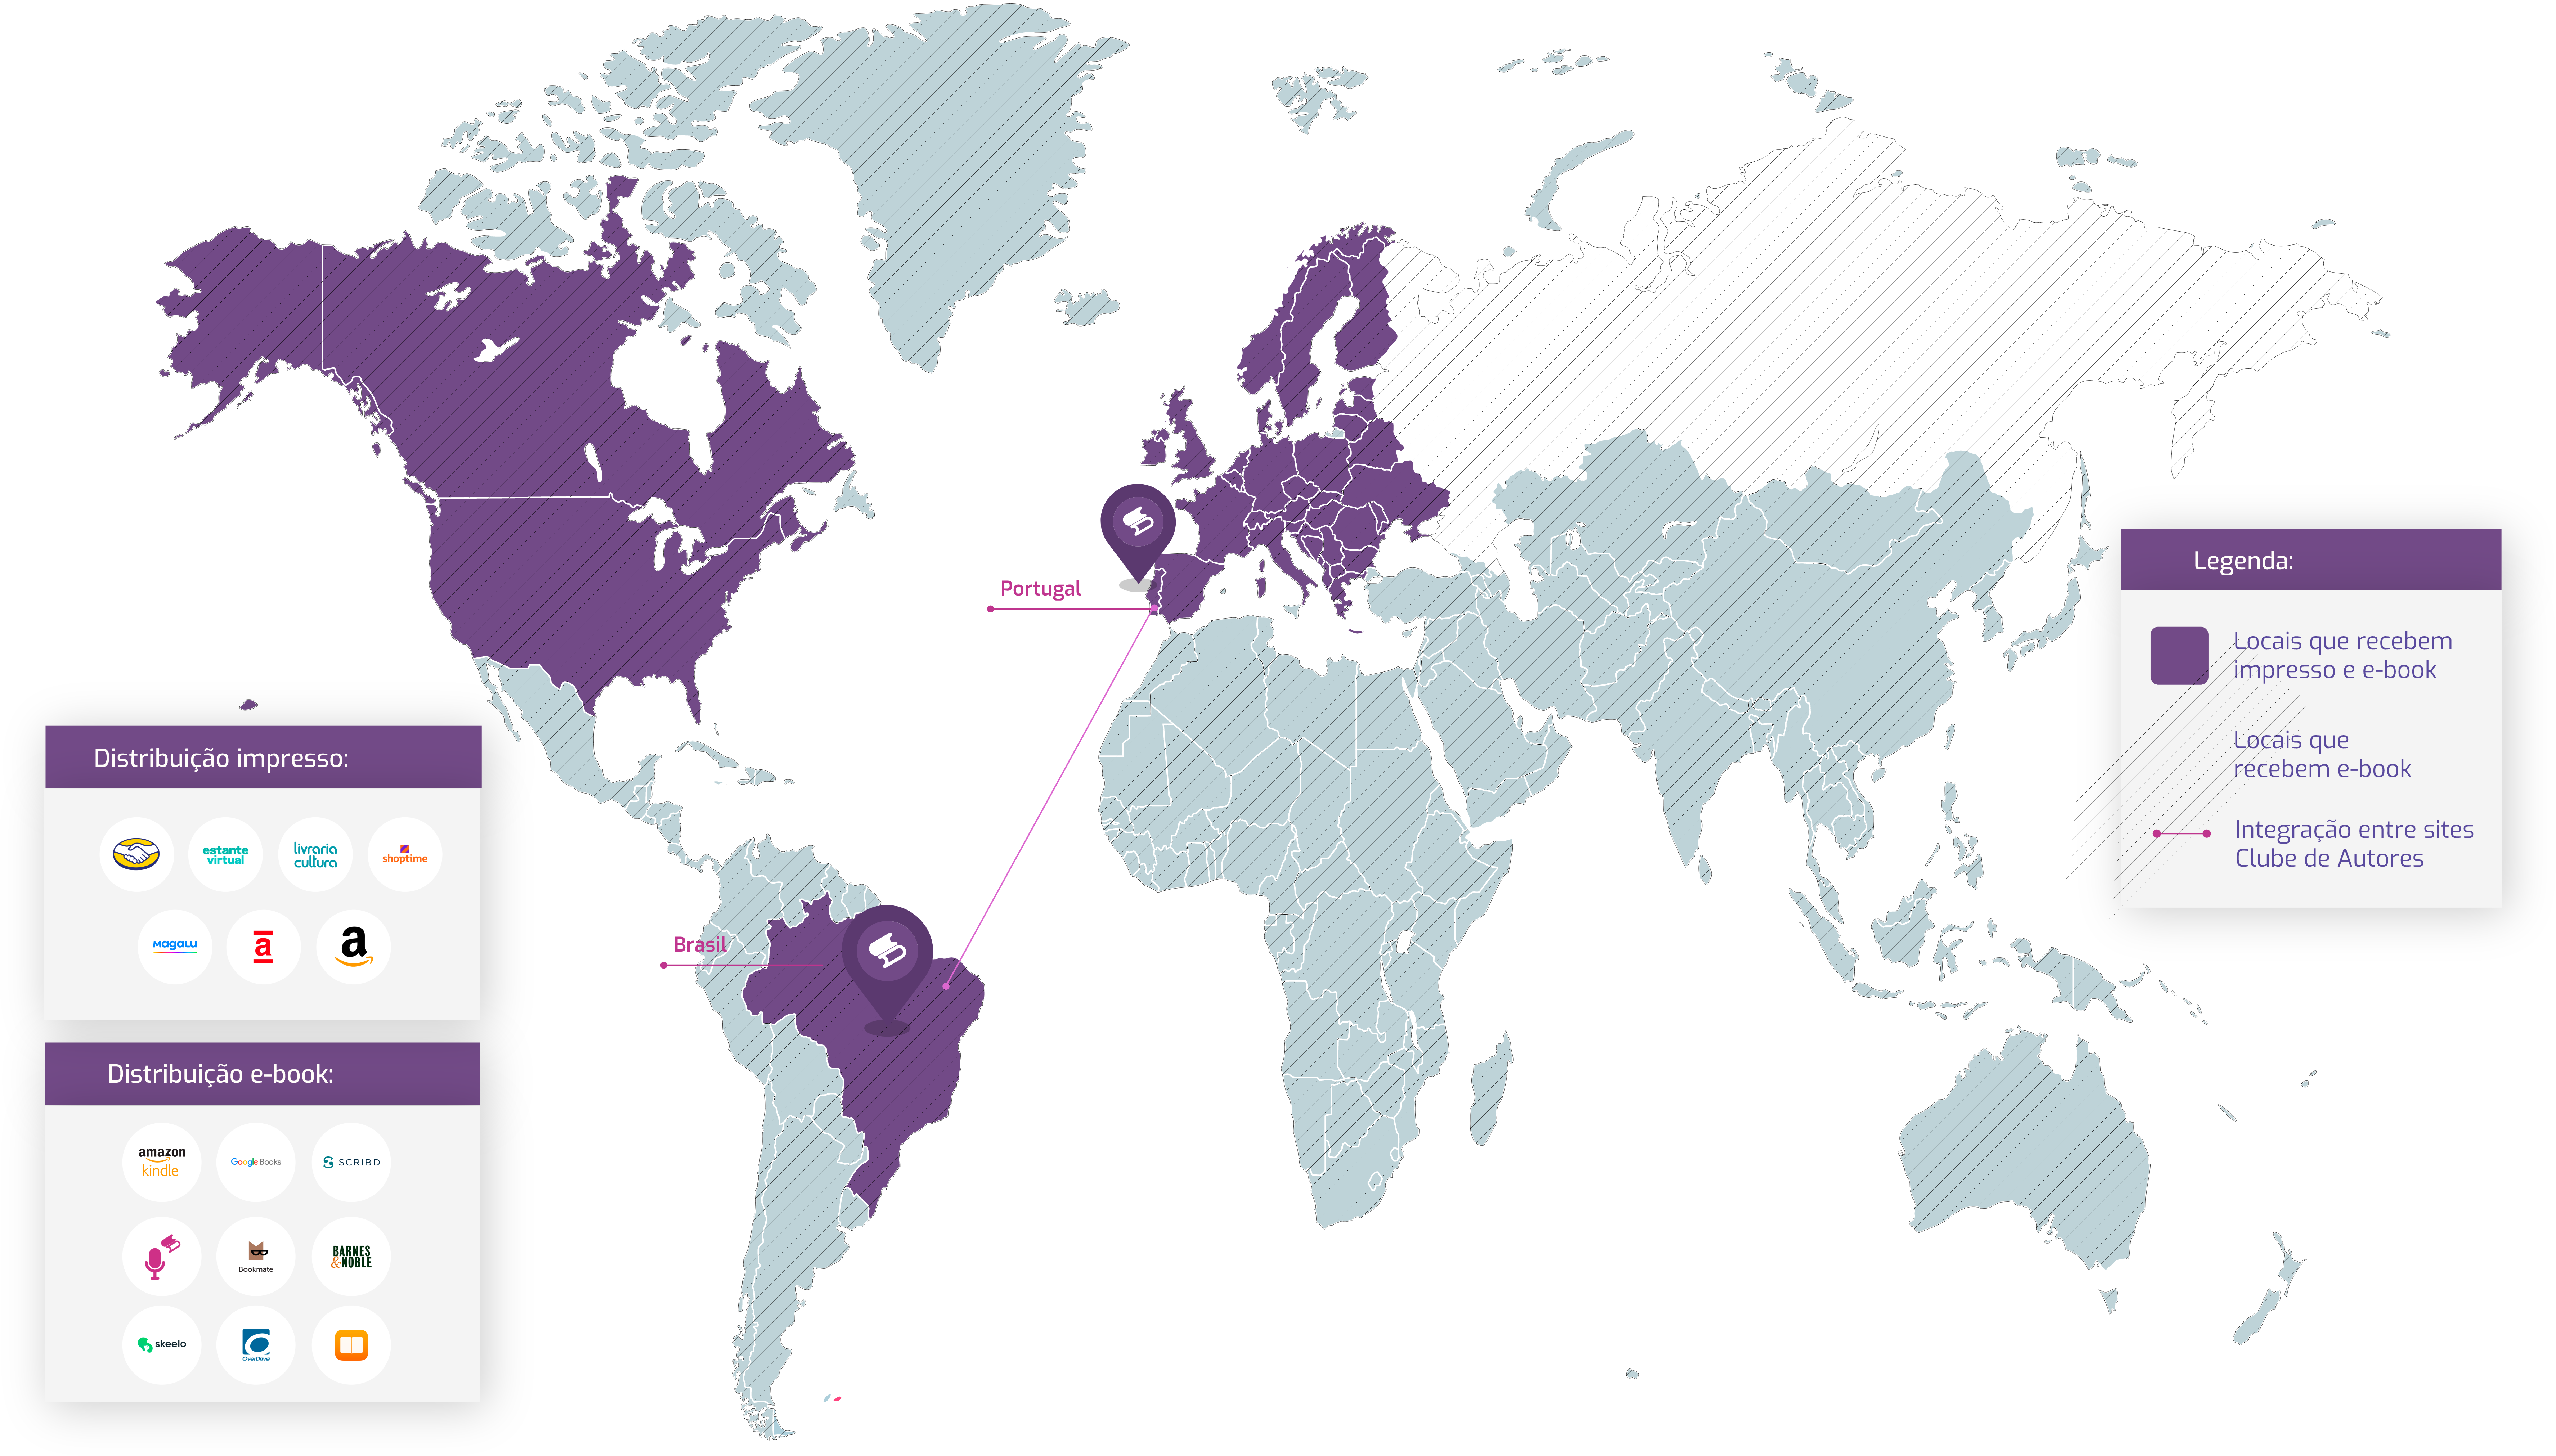 Portugal
Brasil
Legenda:
Locais que recebem
impresso e e-book
Locais que
recebem e-book
Integração entre sites
Clube de Autores
Distribuição impresso:
estante
virtual
livraria
cultura
shoptime
magalu
a
a
Distribuição e-book:
amazon
kindle
Google Books
SCRIBD
Bookmate
BARNES
&NOBLE
skeelo
OverDrive